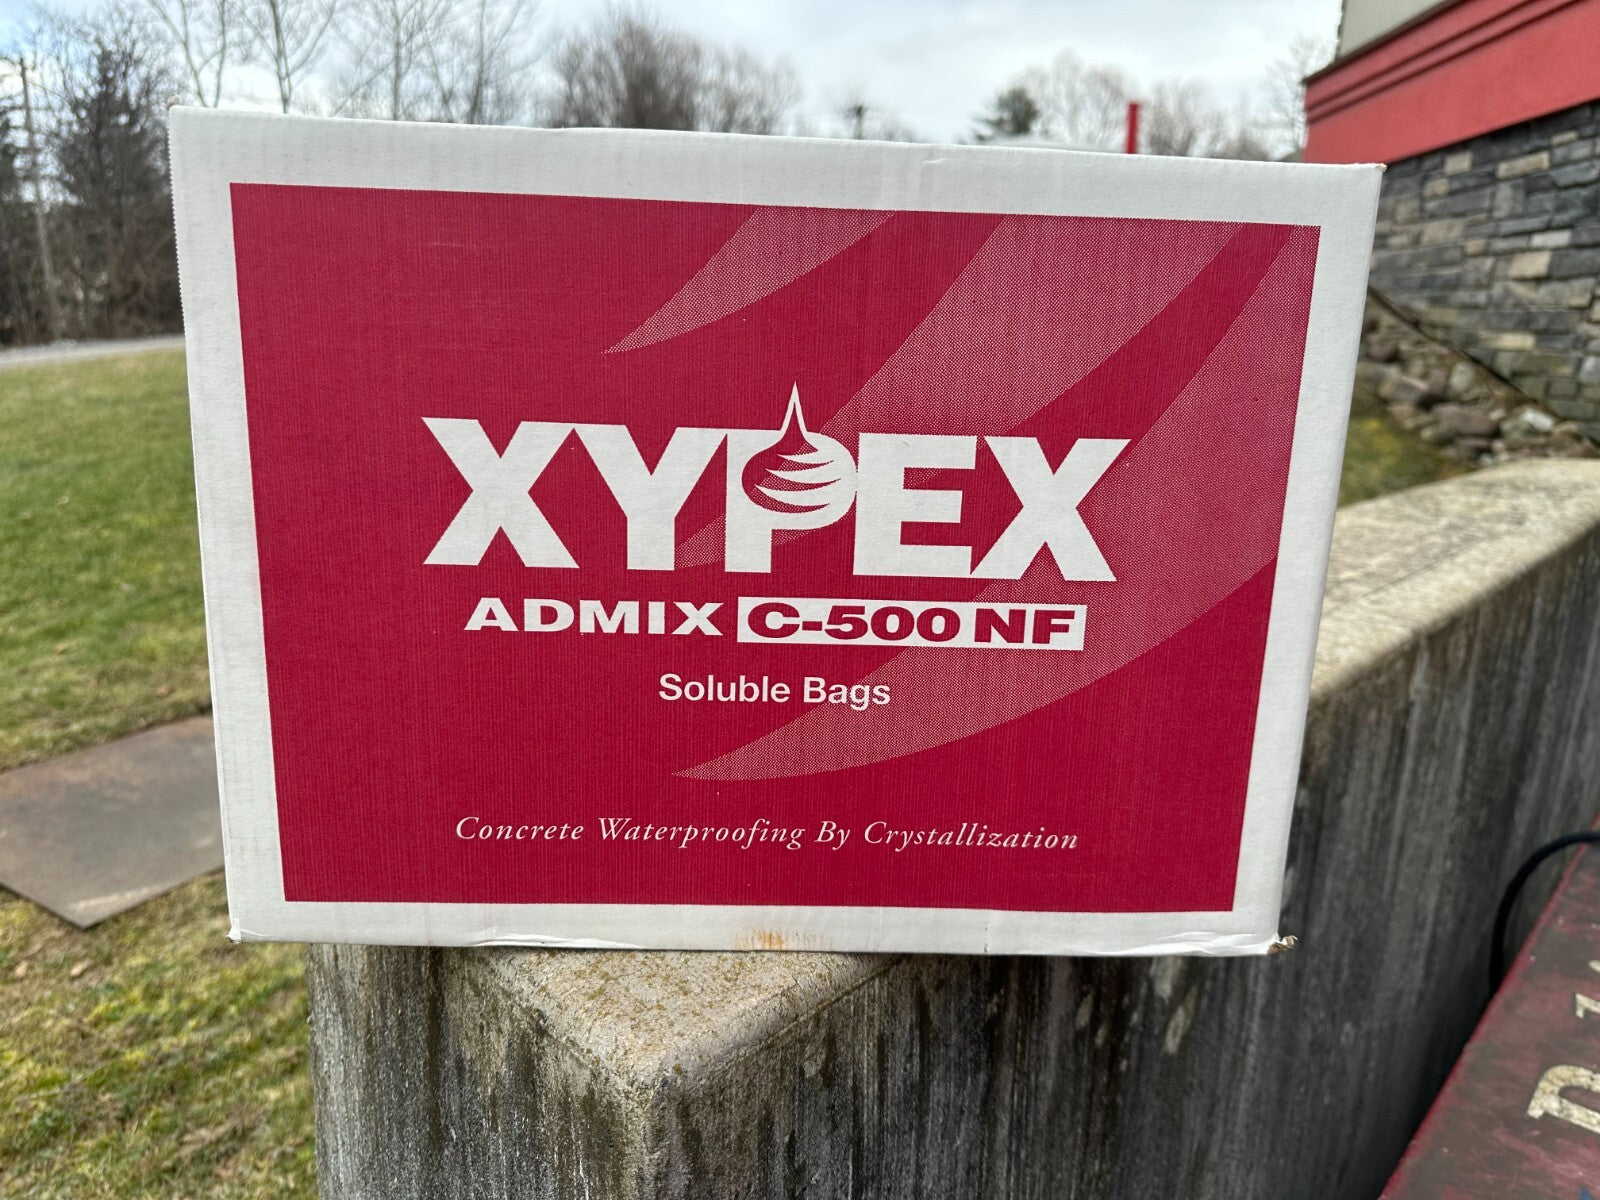 XYPEX
ADMIX C-500 NF
Soluble Bags
Concrete Waterproofing By Crystallization